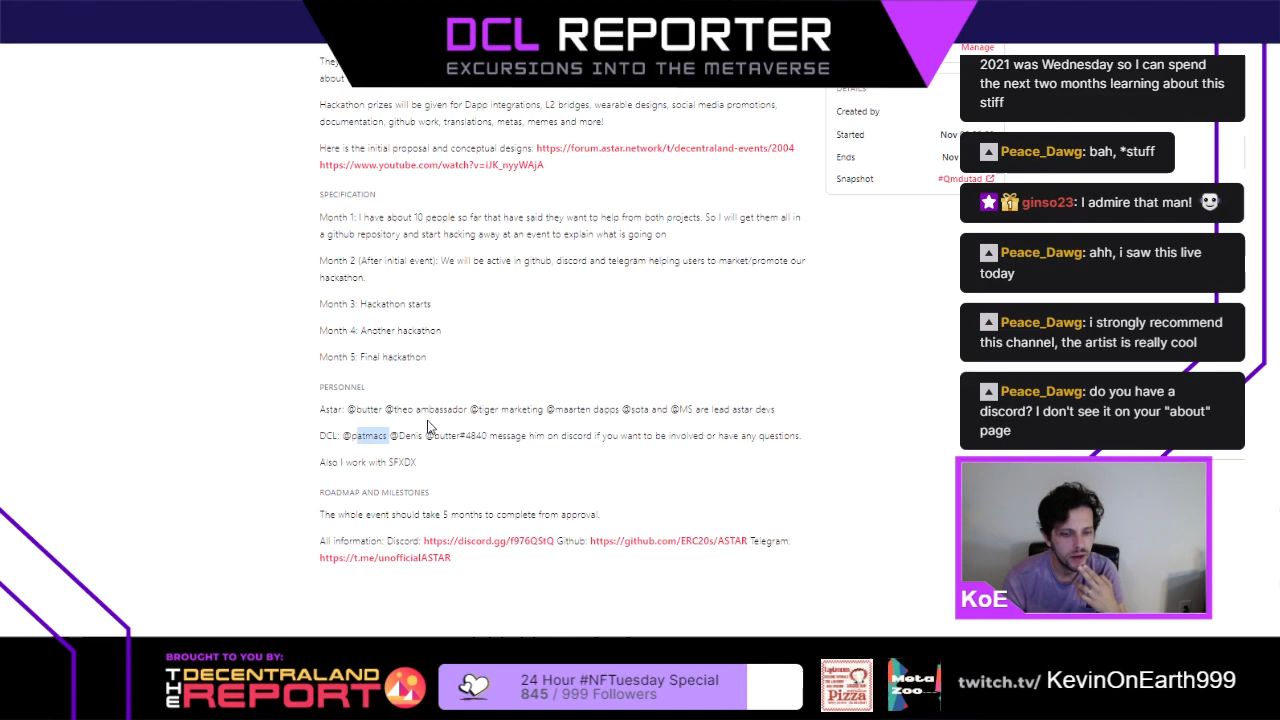 DCL REPORTER
EXCURSIONS INTO THE METAVERSE
Hackathon prizes will be given for Dapp integrations, L2 bridges, wearable designs, social media promotions,
documentation, github work, translations, metas, memes and more!
Here is the initial proposal and conceptual designs: https://forum.astar.network/t/decentraland-events/2004
https://www.youtube.com/watch?v=iJK_nyyWAjA
SPECIFICATION
Month 1: I have about 10 people so far that have said they want to help from both projects. So I will get them all in
a github repository and start hacking away at an event to explain what is going on
Month 2 (After initial event): We will be active in github, discord and telegram helping users to market/promote our
hackathon.
Month 3: Hackathon starts
Month 4: Another hackathon
Month 5: Final hackathon
PERSONNEL
Astar: @butter @theo ambassador @tiger marketing @maarten dapps @sota and @MS are lead astar devs
DCL: @patmacs @Denis @butter#4840 message him on discord if you want to be involved or have any questions.
Also I work with SFXDX
ROADMAP AND MILESTONES
The whole event should take 5 months to complete from approval.
All information: Discord: https://discord.gg/f976QStQ Github: https://github.com/ERC20s/ASTAR Telegram:
https://t.me/unofficialASTAR
Manage
DETAILS
Created by
Started Nov
Ends Nov
Snapshot #Qmdutad
2021 was Wednesday so I can spend
the next two months learning about this
stiff
Peace_Dawg: bah, *stuff
1 ginso23: I admire that man!
Peace_Dawg: ahh, i saw this live
today
Peace_Dawg: i strongly recommend
this channel, the artist is really cool
Peace_Dawg: do you have a
discord? I don't see it on your "about"
page
KoE
BROUGHT TO YOU BY:
THE DECENTRALAND
REPORT
24 Hour #NFTuesday Special
845 / 999 Followers
Pizza
Meta
Zoo
twitch.tv/ KevinOnEarth999